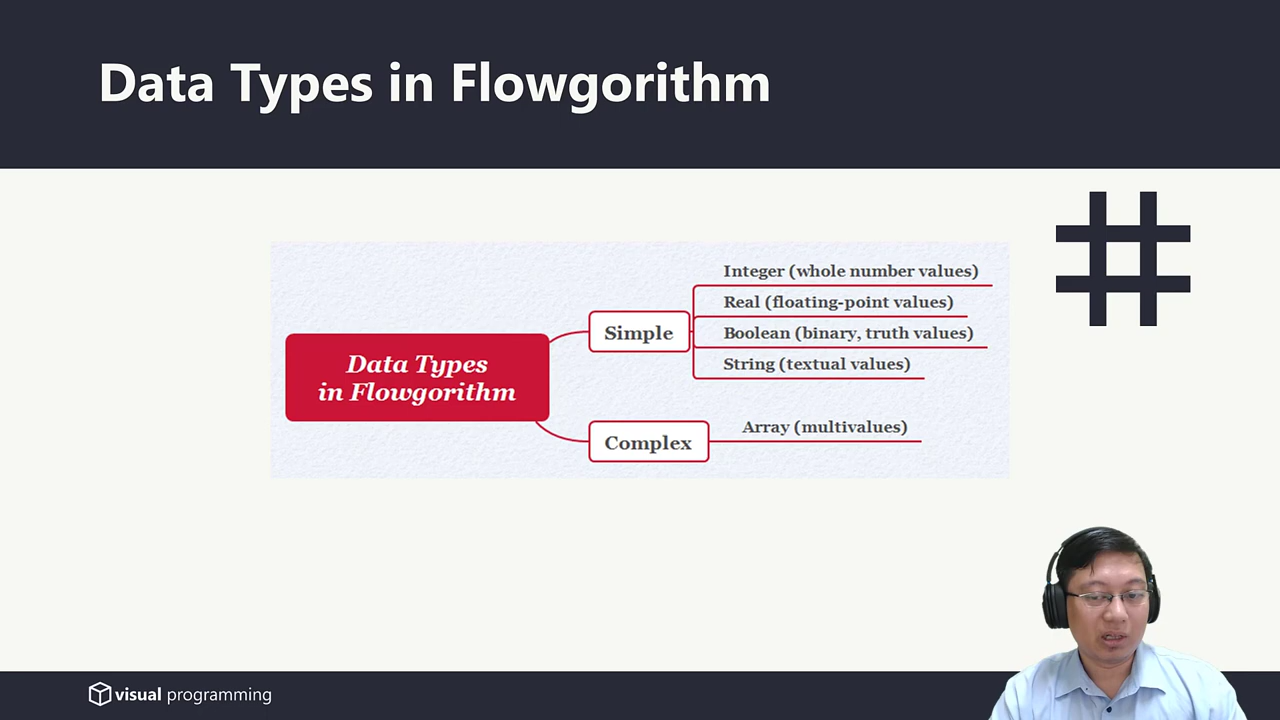 Data Types in Flowgorithm
Integer (whole number values)
Real (floating-point values)
Simple
Boolean (binary, truth values)
String (textual values)
Data Types
in Flowgorithm
Array (multivalues)
Complex
visual programming